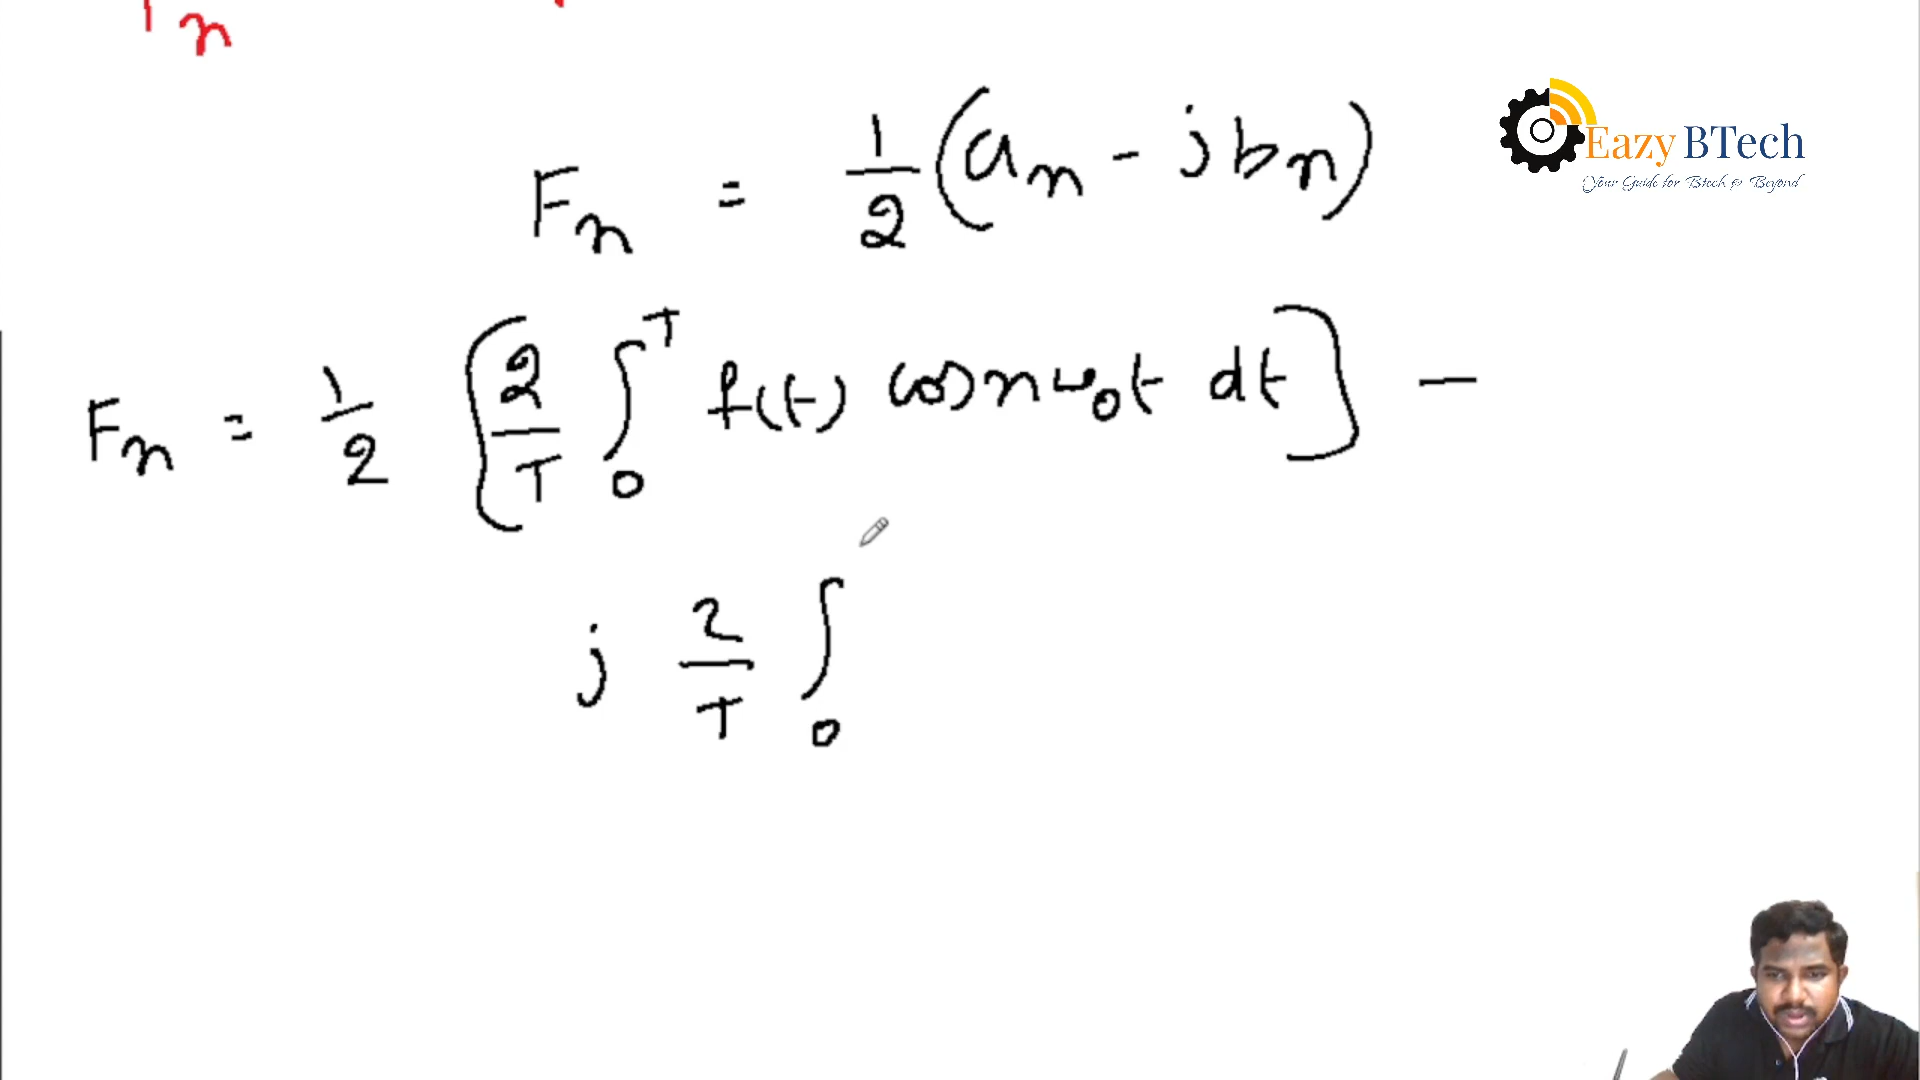 n
Eazy BTech
Your Guide for Btech & Beyond
Fn = 1/2 (an - jbn)
Fn = 1/2 [2/T ∫₀ᵀ f(t) cos nω₀t dt] -
j 2/T ∫₀